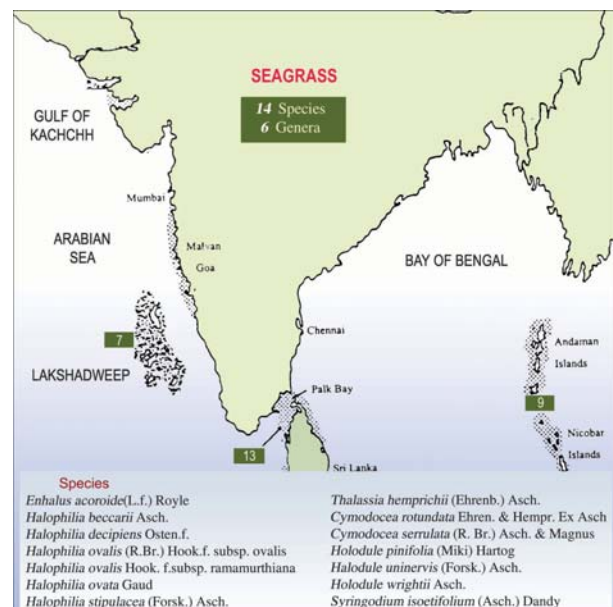 SEAGRASS
14 Species
6 Genera
GULF OF
KACHCHH
Mumbai
ARABIAN
SEA
Malvan
Goa
BAY OF BENGAL
7
Chennai
Andaman
Islands
LAKSHADWEEP
Palk Bay
9
13
Nicobar
Islands
Sri Lanka
Species
Enhalus acoroide(L.f.) Royle
Halophilia beccarii Asch.
Halophilia decipiens Osten.f.
Halophilia ovalis (R.Br.) Hook.f. subsp. ovalis
Halophilia ovalis Hook. f.subsp. ramamurthiana
Halophilia ovata Gaud
Halophilia stipulacea (Forsk.) Asch.
Thalassia hemprichii (Ehrenb.) Asch.
Cymodocea rotundata Ehren. & Hempr. Ex Asch
Cymodocea serrulata (R. Br.) Asch. & Magnus
Holodule pinifolia (Miki) Hartog
Halodule uninervis (Forsk.) Asch.
Holodule wrightii Asch.
Syringodium isoetifolium (Asch.) Dandy